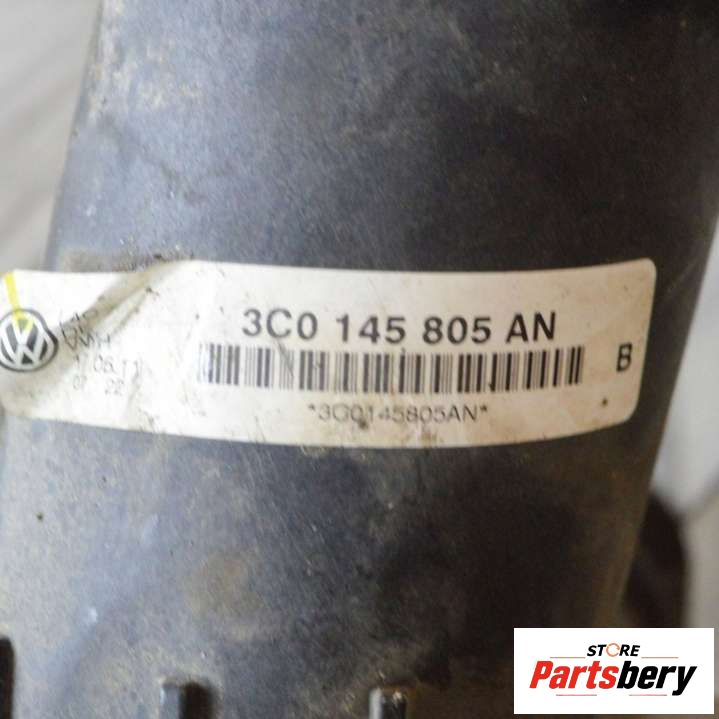 3C0 145 805 AN
B
*3C0145805AN*
STORE
Partsbery